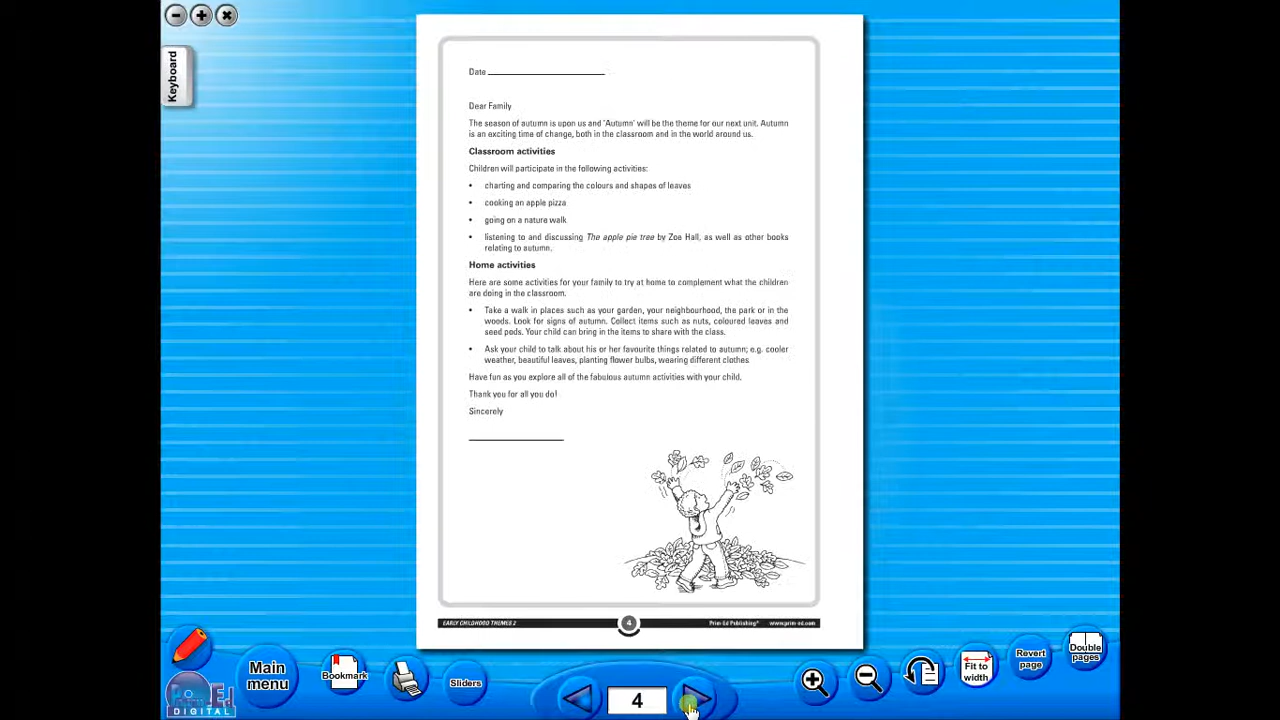 Keyboard
Date
Dear Family
The season of autumn is upon us and 'Autumn' will be the theme for our next unit. Autumn
is an exciting time of change, both in the classroom and in the world around us.
Classroom activities
Children will participate in the following activities:
• charting and comparing the colours and shapes of leaves
• cooking an apple pizza
• going on a nature walk
• listening to and discussing The apple pie tree by Zoe Hall, as well as other books
relating to autumn.
Home activities
Here are some activities for your family to try at home to complement what the children
are doing in the classroom.
• Take a walk in places such as your garden, your neighbourhood, the park or in the
woods. Look for signs of autumn. Collect items such as nuts, coloured leaves and
seed pods. Your child can bring in the items to share with the class.
• Ask your child to talk about his or her favourite things related to autumn; e.g. cooler
weather, beautiful leaves, planting flower bulbs, wearing different clothes.
Have fun as you explore all of the fabulous autumn activities with your child.
Thank you for all you do!
Sincerely
EARLY CHILDHOOD THEMES 2 4 Prim-Ed Publishing® www.prim-ed.com
Main
menu
Bookmark
Sliders
4
Fit to
width
Revert
page
Double
pages
DIGITAL